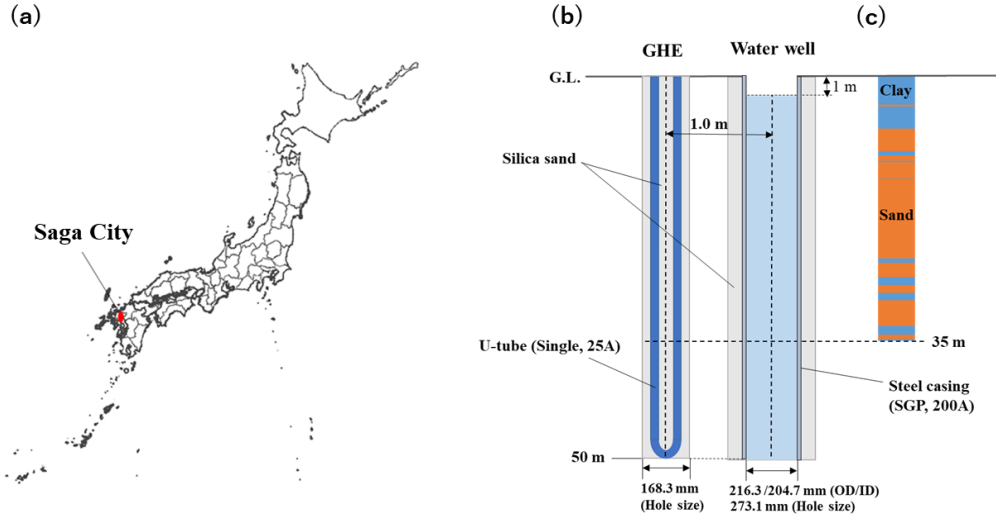 (a)
Saga City
(b)
GHE
Water well
G.L.
1 m
1.0 m
Silica sand
U-tube (Single, 25A)
Steel casing
(SGP, 200A)
50 m
168.3 mm
(Hole size)
216.3 /204.7 mm (OD/ID)
273.1 mm (Hole size)
(c)
Clay
Sand
35 m